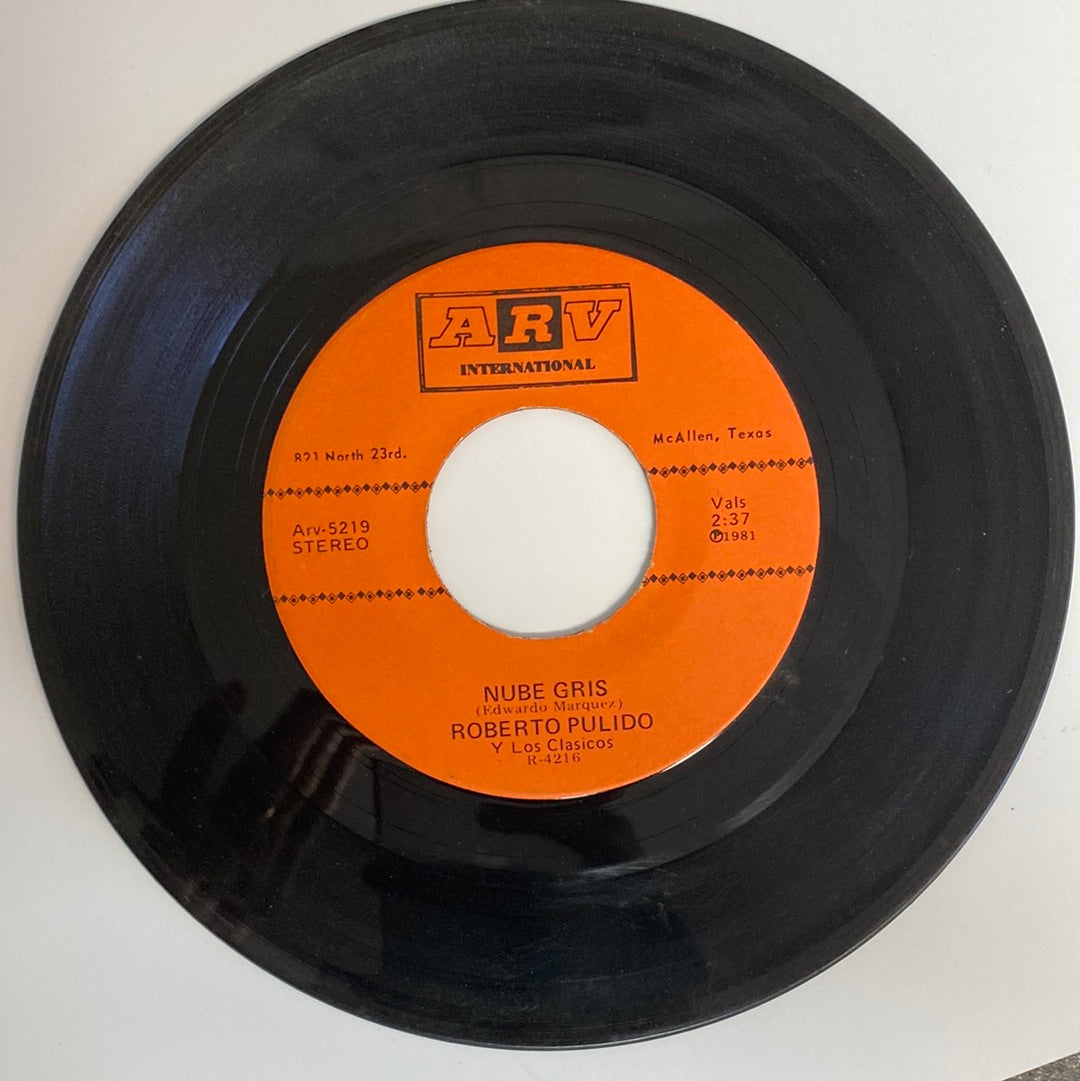 ARV
INTERNATIONAL
821 North 23rd.
McAllen, Texas
Arv-5219
STEREO
Vals
2:37
℗1981
NUBE GRIS
(Edwardo Marquez)
ROBERTO PULIDO
Y Los Clasicos
R-4216